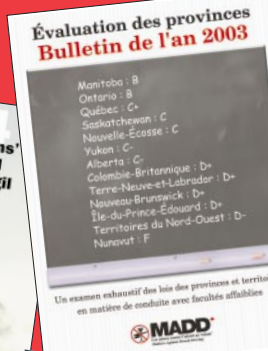 Évaluation des provinces
Bulletin de l'an 2003
Manitoba : B
Ontario : B
Québec : C+
Saskatchewan : C
Nouvelle-Écosse : C
Yukon : C-
Alberta : C-
Colombie-Britannique : D+
Terre-Neuve-et-Labrador : D+
Nouveau-Brunswick : D+
Île-du-Prince-Édouard : D+
Territoires du Nord-Ouest : D-
Nunavut : F
Un examen exhaustif des lois des provinces et territo
en matière de conduite avec facultés affaiblies
MADD